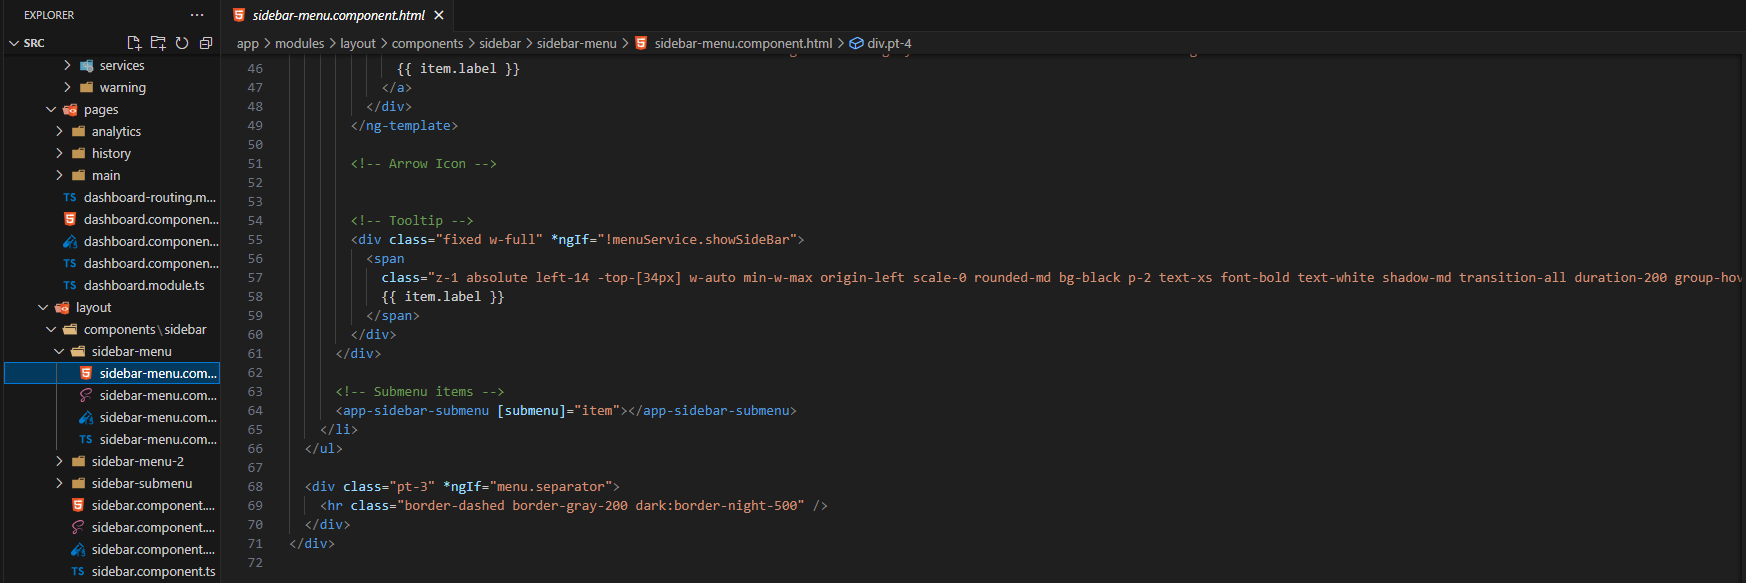 EXPLORER
SRC
services
warning
pages
analytics
history
main
dashboard-routing.m...
dashboard.componen...
dashboard.componen...
TS dashboard.componen...
TS dashboard.module.ts
layout
components\sidebar
sidebar-menu
sidebar-menu.com...
sidebar-menu.com...
sidebar-menu.com...
TS sidebar-menu.com...
sidebar-menu-2
sidebar-submenu
sidebar.component....
sidebar.component....
sidebar.component....
TS sidebar.component.ts
sidebar-menu.component.html
app > modules > layout > components > sidebar > sidebar-menu > sidebar-menu.component.html > div.pt-4
46 {{ item.label }}
47 </a>
48 </div>
49 </ng-template>
50
51 <!-- Arrow Icon -->
52
53
54 <!-- Tooltip -->
55 <div class="fixed w-full" *ngIf="!menuService.showSideBar">
56 <span
57 class="z-1 absolute left-14 -top-[34px] w-auto min-w-max origin-left scale-0 rounded-md bg-black p-2 text-xs font-bold text-white shadow-md transition-all duration-200 group-hov
58 {{ item.label }}
59 </span>
60 </div>
61 </div>
62
63 <!-- Submenu items -->
64 <app-sidebar-submenu [submenu]="item"></app-sidebar-submenu>
65 </li>
66 </ul>
67
68 <div class="pt-3" *ngIf="menu.separator">
69 <hr class="border-dashed border-gray-200 dark:border-night-500" />
70 </div>
71 </div>
72